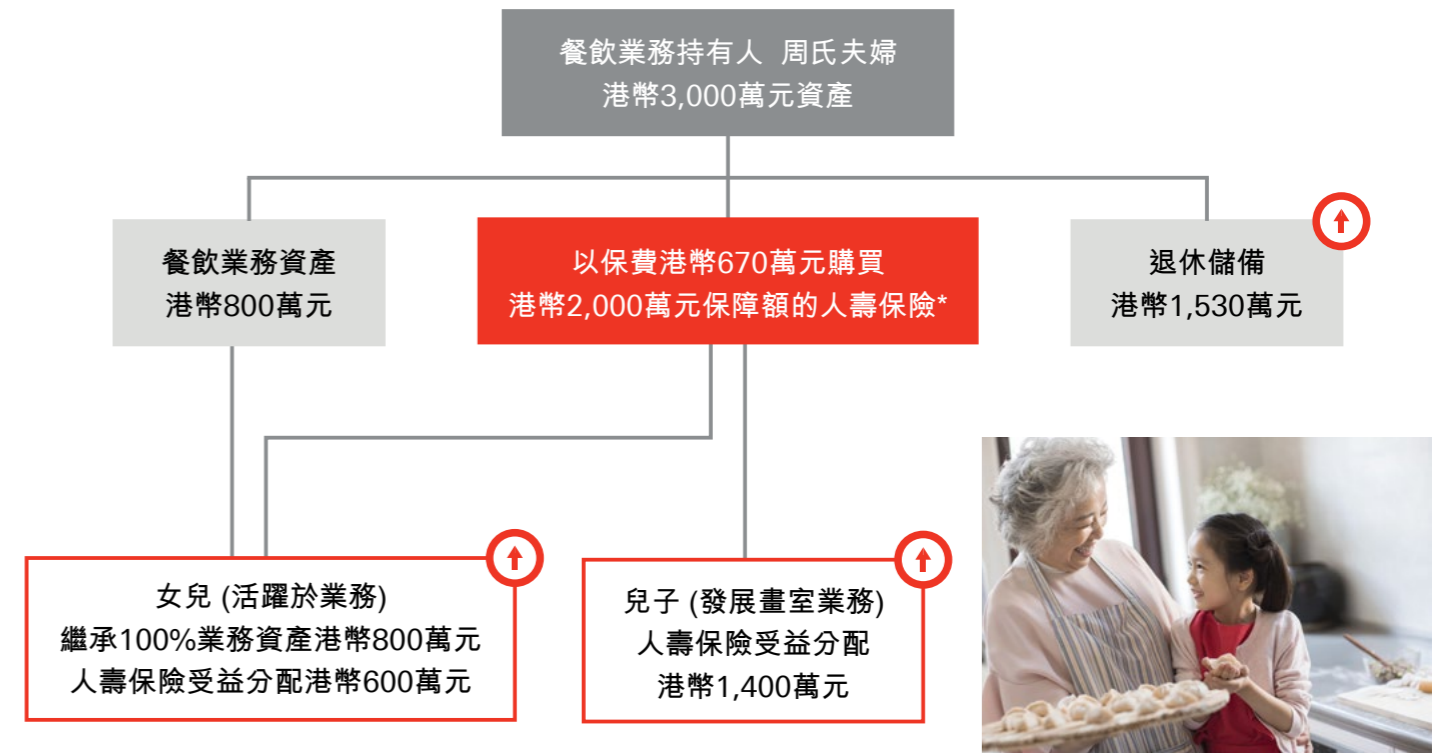 餐飲業務持有人 周氏夫婦
港幣3,000萬元資產
餐飲業務資產
港幣800萬元
以保費港幣670萬元購買
港幣2,000萬元保障額的人壽保險*
退休儲備
港幣1,530萬元
女兒 (活躍於業務)
繼承100%業務資產港幣800萬元
人壽保險受益分配港幣600萬元
兒子 (發展畫室業務)
人壽保險受益分配
港幣1,400萬元